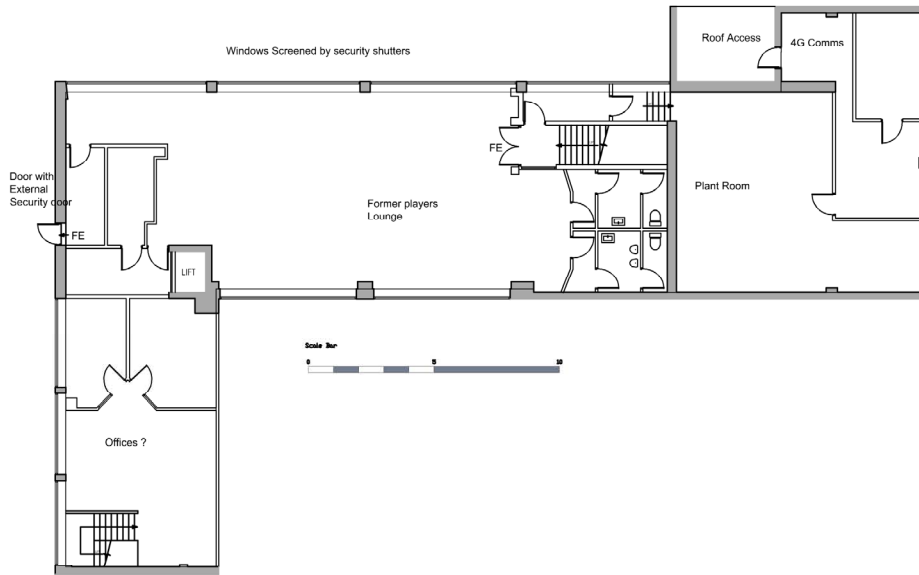 Roof Access
4G Comms
Windows Screened by security shutters
FE
Door with
External
Security door
Plant Room
Former players
Lounge
FE
LIFT
Scale Bar
0
5
10
Offices ?